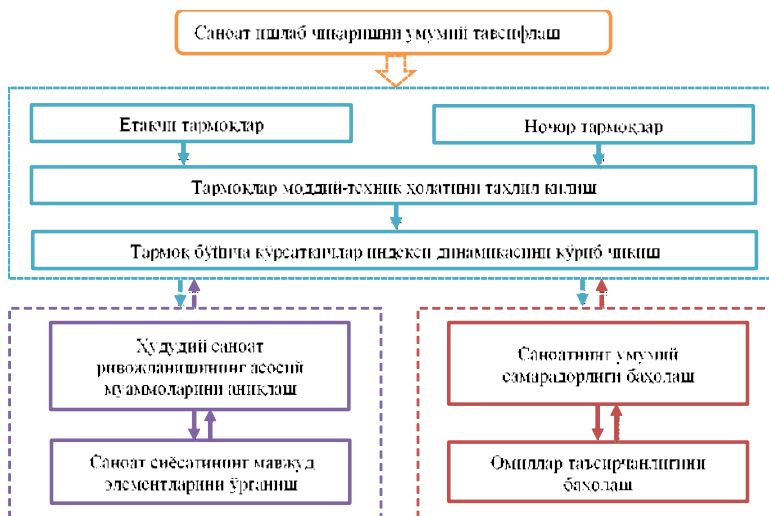 Саноат ишлаб чиқаришни умумий тавсифлаш
Етакчи тармоқлар
Ночор тармоқлар
Тармоқлар моддий-техник ҳолатини таҳлил қилиш
Тармоқ бўйича кўрсаткичлар индекси динамикасини кўриб чиқиш
Ҳудудий саноат
ривожланишининг асосий
муаммоларини аниқлаш
Саноатнинг умумий
самарадорлиги баҳолаш
Саноат сиёсатининг мавжуд
элементларини ўрганиш
Омиллар таъсирчанлигини
баҳолаш